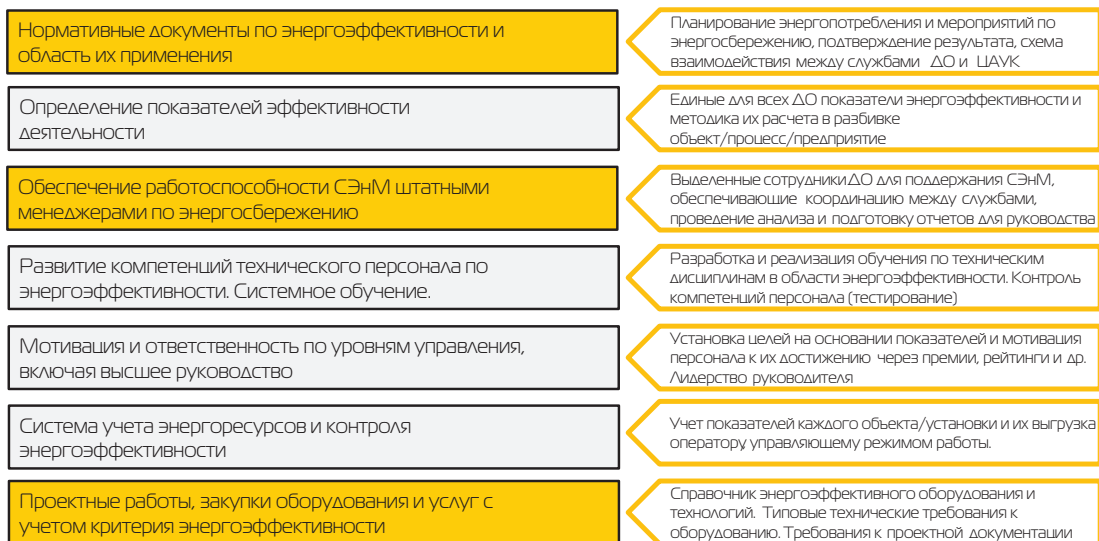 Нормативные документы по энергоэффективности и
область их применения
Планирование энергопотребления и мероприятий по
энергосбережению, подтверждение результата, схема
взаимодействия между службами ДО и ЦАУК
Определение показателей эффективности
деятельности
Единые для всех ДО показатели энергоэффективности и
методика их расчета в разбивке
объект/процесс/предприятие
Обеспечение работоспособности СЭнМ штатными
менеджерами по энергосбережению
Выделенные сотрудники ДО для поддержания СЭнМ,
обеспечивающие координацию между службами,
проведение анализа и подготовку отчетов для руководства
Развитие компетенций технического персонала по
энергоэффективности. Системное обучение.
Разработка и реализация обучения по техническим
дисциплинам в области энергоэффективности. Контроль
компетенций персонала (тестирование)
Мотивация и ответственность по уровням управления,
включая высшее руководство
Установка целей на основании показателей и мотивация
персонала к их достижению через премии, рейтинги и др.
Лидерство руководителя
Система учета энергоресурсов и контроля
энергоэффективности
Учет показателей каждого объекта/установки и их выгрузка
оператору, управляющему режимом работы.
Проектные работы, закупки оборудования и услуг с
учетом критерия энергоэффективности
Справочник энергоэффективного оборудования и
технологий. Типовые технические требования к
оборудованию. Требования к проектной документации